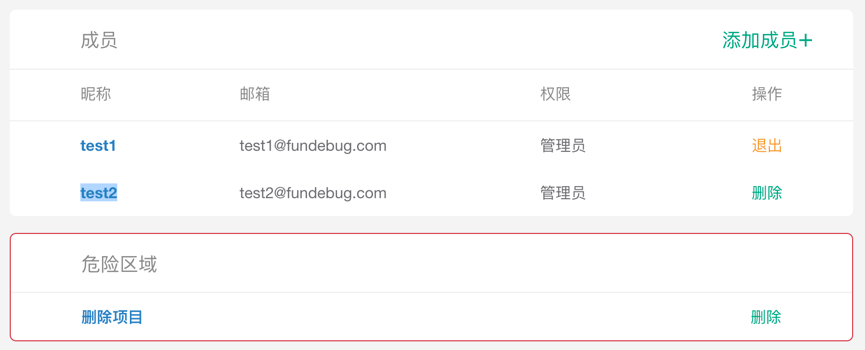 成员 添加成员+
昵称 邮箱 权限 操作
test1 test1@fundebug.com 管理员 退出
test2 test2@fundebug.com 管理员 删除
危险区域
删除项目 删除